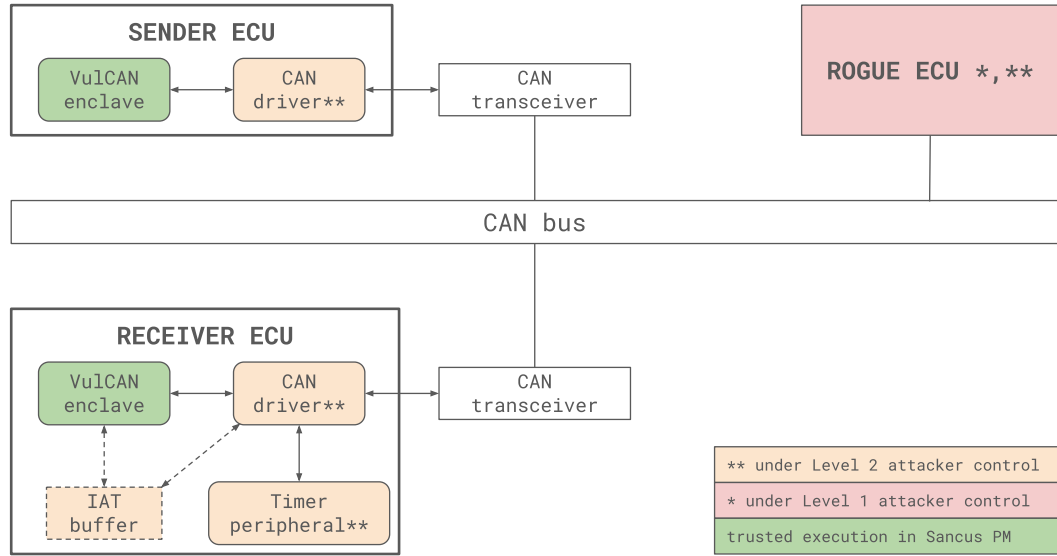 SENDER ECU
VulCAN
enclave
CAN
driver**
CAN
transceiver
ROGUE ECU *,**
CAN bus
RECEIVER ECU
VulCAN
enclave
CAN
driver**
CAN
transceiver
IAT
buffer
Timer
peripheral**
** under Level 2 attacker control
* under Level 1 attacker control
trusted execution in Sancus PM